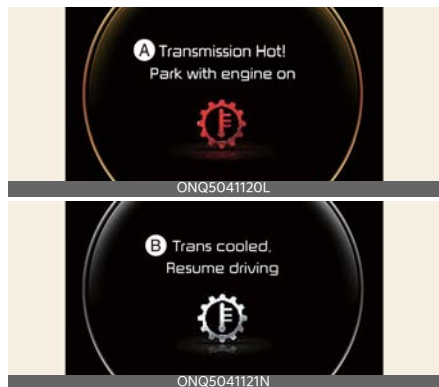 A Transmission Hot!
Park with engine on
ONQ5041120L
B Trans cooled,
Resume driving
ONQ5041121N